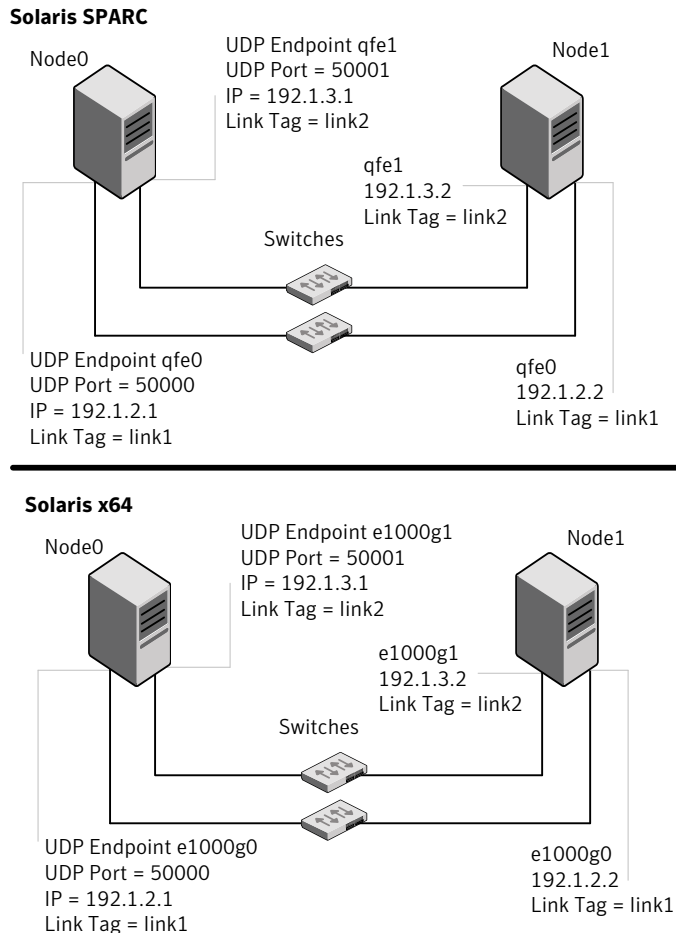 Solaris SPARC
Node0
UDP Endpoint qfe1
UDP Port = 50001
IP = 192.1.3.1
Link Tag = link2
Node1
qfe1
192.1.3.2
Link Tag = link2
Switches
UDP Endpoint qfe0
UDP Port = 50000
IP = 192.1.2.1
Link Tag = link1
qfe0
192.1.2.2
Link Tag = link1
Solaris x64
Node0
UDP Endpoint e1000g1
UDP Port = 50001
IP = 192.1.3.1
Link Tag = link2
Node1
e1000g1
192.1.3.2
Link Tag = link2
Switches
UDP Endpoint e1000g0
UDP Port = 50000
IP = 192.1.2.1
Link Tag = link1
e1000g0
192.1.2.2
Link Tag = link1